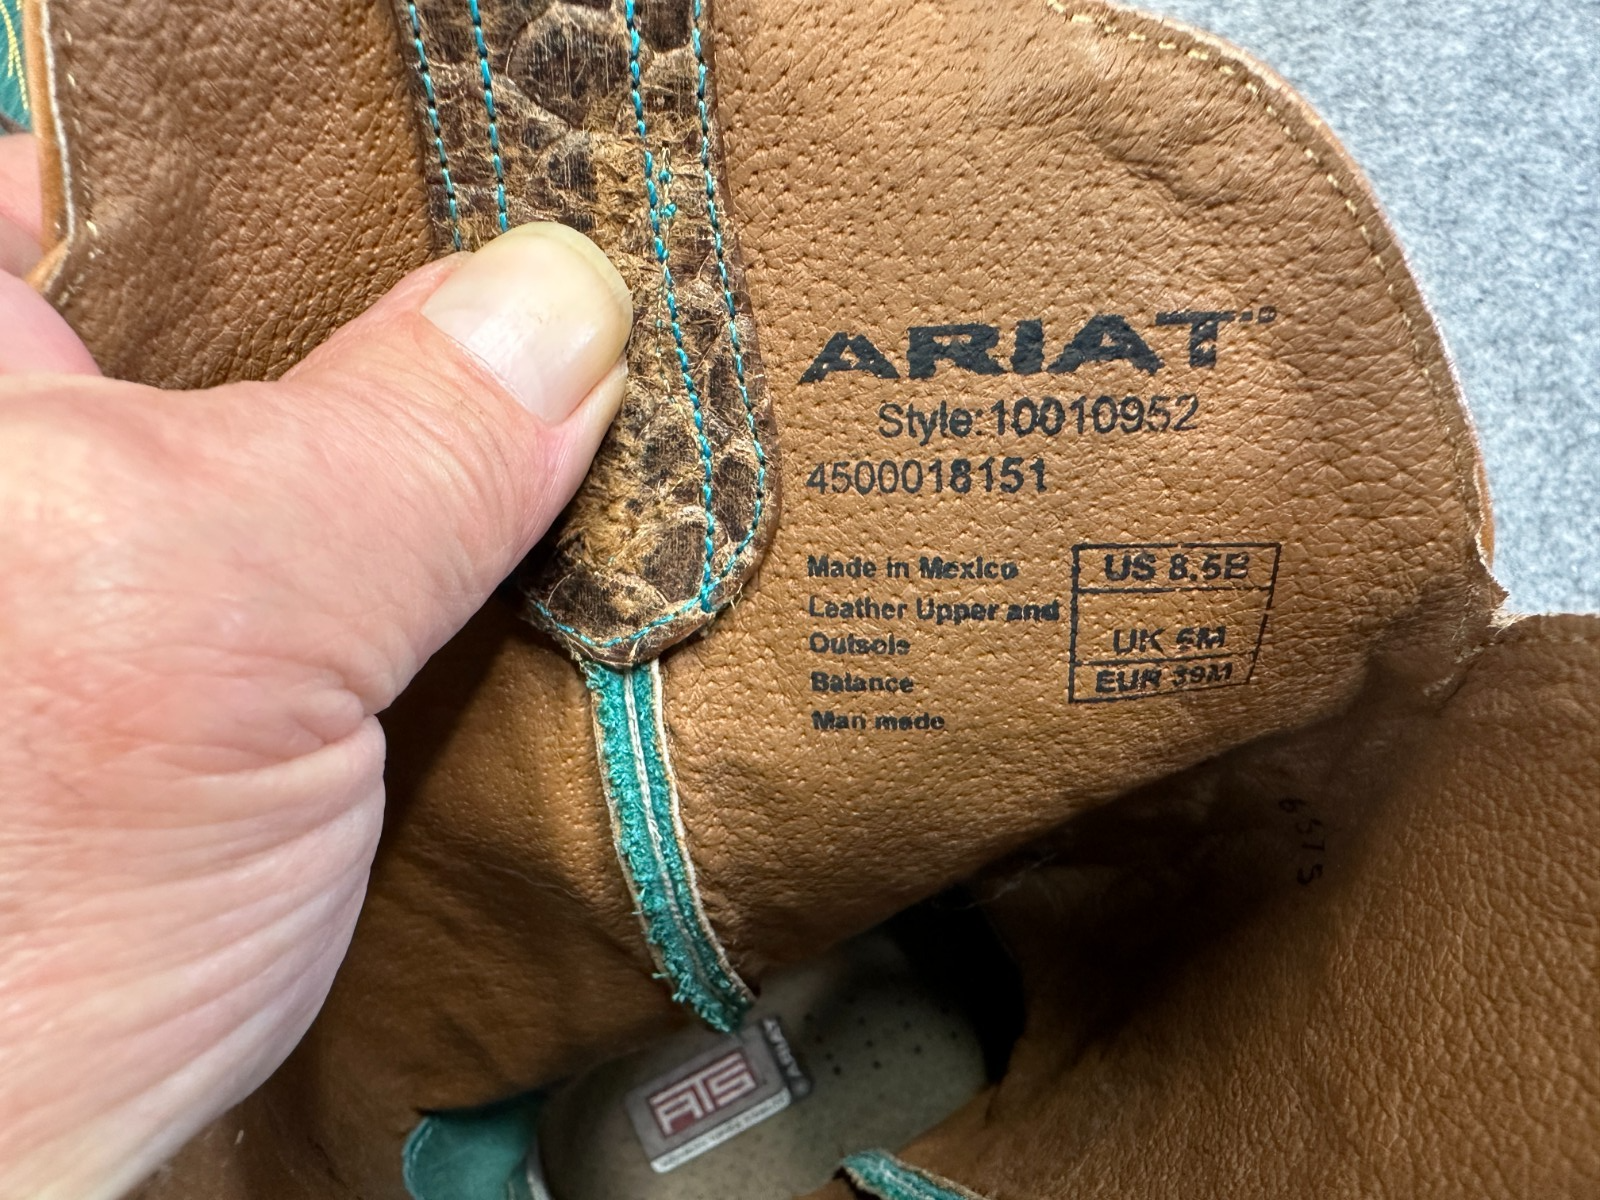 ARIAT
Style:10010952
4500018151
Made in Mexico
Leather Upper and
Outsole
Balance
Man made
US 8.5B
UK 6M
EUR 39M
6575
ARIAT
ATS